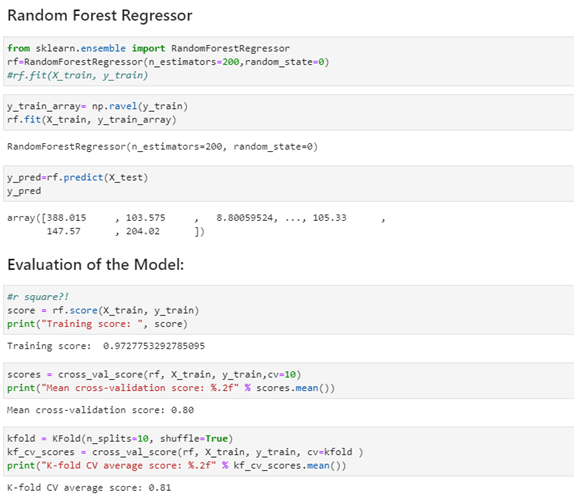 Random Forest Regressor
from sklearn.ensemble import RandomForestRegressor
rf=RandomForestRegressor(n_estimators=200,random_state=0)
#rf.fit(X_train, y_train)
y_train_array= np.ravel(y_train)
rf.fit(X_train, y_train_array)
RandomForestRegressor(n_estimators=200, random_state=0)
y_pred=rf.predict(X_test)
y_pred
array([388.015     , 103.575     ,   8.80059524, ..., 105.33      ,
       147.57      , 204.02      ])
Evaluation of the Model:
#r square?!
score = rf.score(X_train, y_train)
print("Training score: ", score)
Training score:  0.9727753292785095
scores = cross_val_score(rf, X_train, y_train,cv=10)
print("Mean cross-validation score: %.2f" % scores.mean())
Mean cross-validation score: 0.80
kfold = KFold(n_splits=10, shuffle=True)
kf_cv_scores = cross_val_score(rf, X_train, y_train, cv=kfold )
print("K-fold CV average score: %.2f" % kf_cv_scores.mean())
K-fold CV average score: 0.81